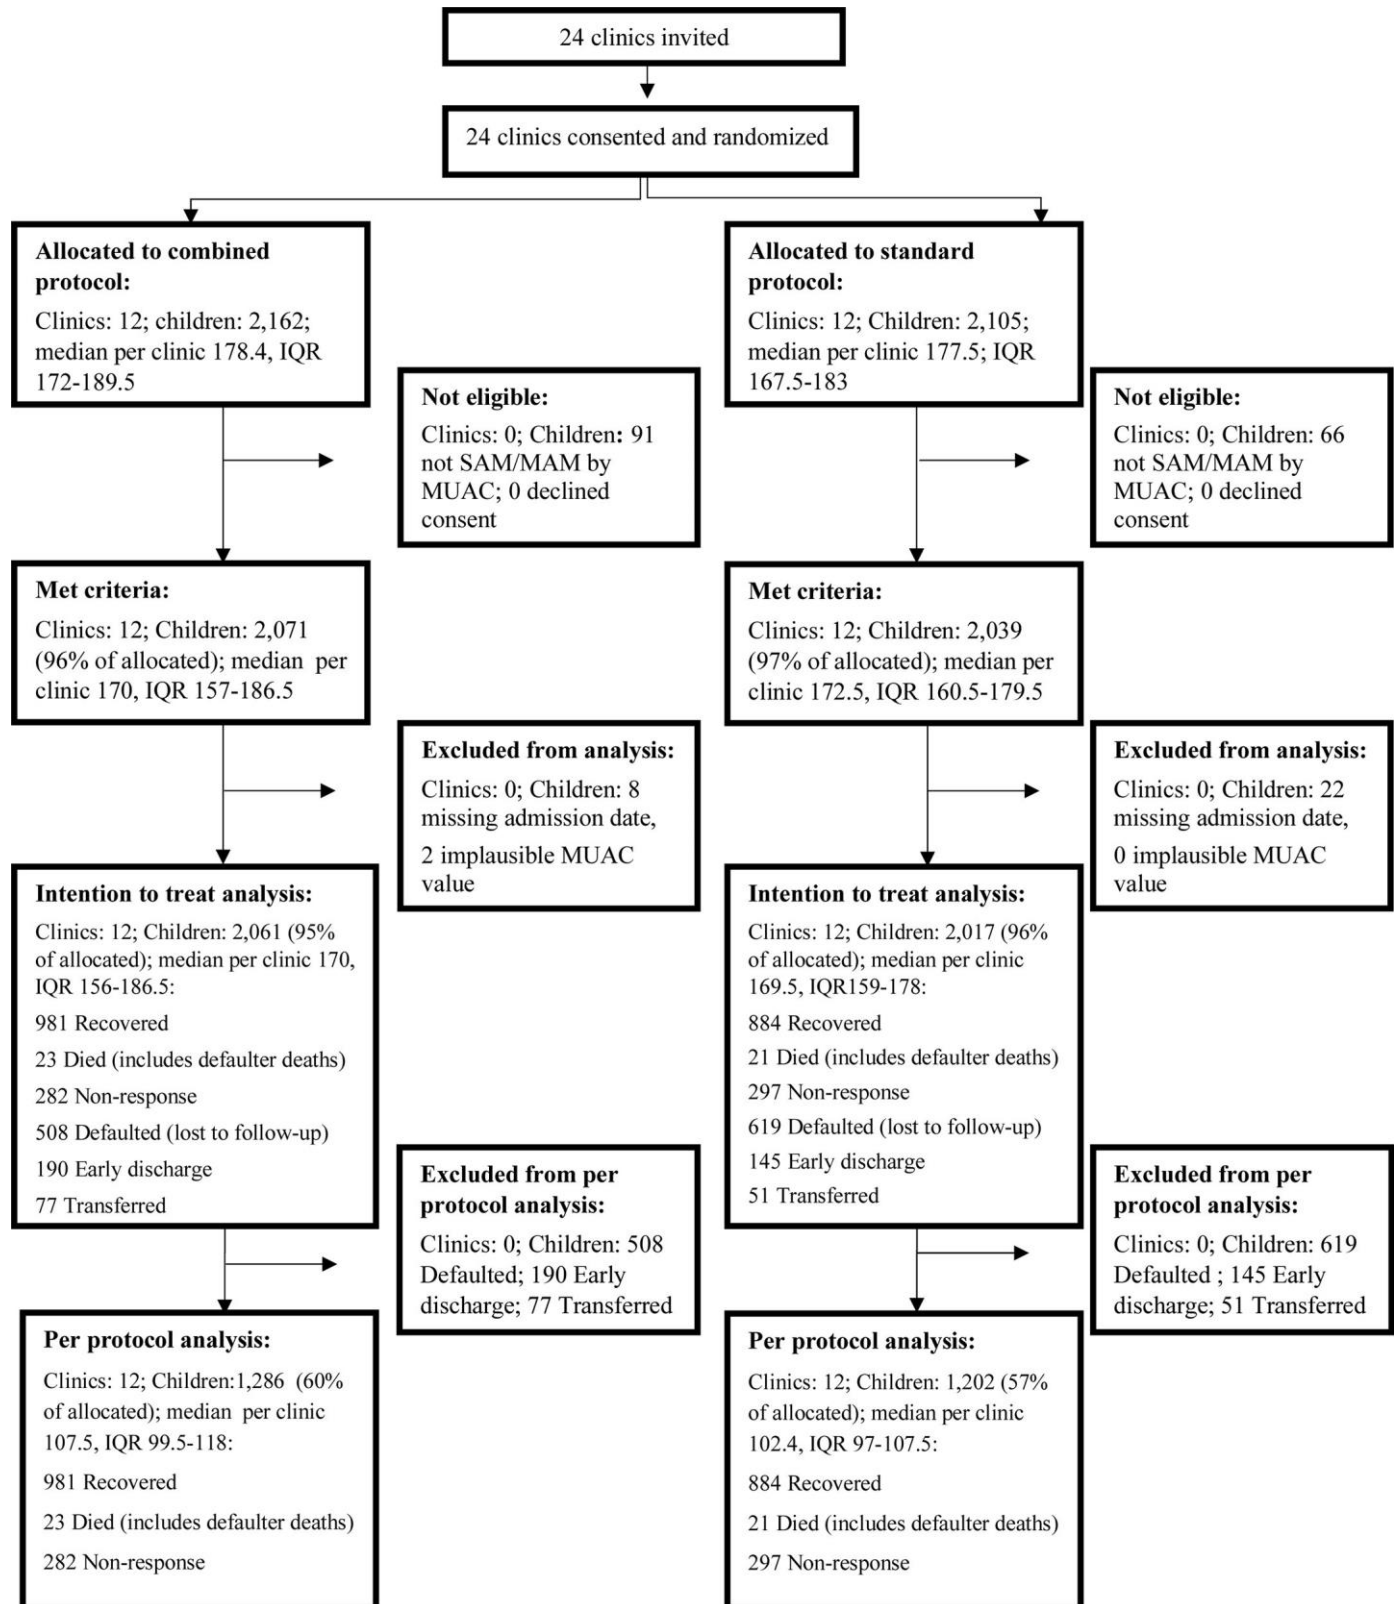 24 clinics invited
24 clinics consented and randomized
Allocated to combined
protocol:
Clinics: 12; children: 2,162;
median per clinic 178.4, IQR
172-189.5
Allocated to standard
protocol:
Clinics: 12; Children: 2,105;
median per clinic 177.5; IQR
167.5-183
Not eligible:
Clinics: 0; Children: 91
not SAM/MAM by
MUAC; 0 declined
consent
Not eligible:
Clinics: 0; Children: 66
not SAM/MAM by
MUAC; 0 declined
consent
Met criteria:
Clinics: 12; Children: 2,071
(96% of allocated); median per
clinic 170, IQR 157-186.5
Met criteria:
Clinics: 12; Children: 2,039
(97% of allocated); median per
clinic 172.5, IQR 160.5-179.5
Excluded from analysis:
Clinics: 0; Children: 8
missing admission date,
2 implausible MUAC
value
Excluded from analysis:
Clinics: 0; Children: 22
missing admission date,
0 implausible MUAC
value
Intention to treat analysis:
Clinics: 12; Children: 2,061 (95%
of allocated); median per clinic 170,
IQR 156-186.5:
981 Recovered
23 Died (includes defaulter deaths)
282 Non-response
508 Defaulted (lost to follow-up)
190 Early discharge
77 Transferred
Intention to treat analysis:
Clinics: 12; Children: 2,017 (96%
of allocated); median per clinic
169.5, IQR159-178:
884 Recovered
21 Died (includes defaulter deaths)
297 Non-response
619 Defaulted (lost to follow-up)
145 Early discharge
51 Transferred
Excluded from per
protocol analysis:
Clinics: 0; Children: 508
Defaulted; 190 Early
discharge; 77 Transferred
Excluded from per
protocol analysis:
Clinics: 0; Children: 619
Defaulted ; 145 Early
discharge; 51 Transferred
Per protocol analysis:
Clinics: 12; Children:1,286 (60%
of allocated); median per clinic
107.5, IQR 99.5-118:
981 Recovered
23 Died (includes defaulter deaths)
282 Non-response
Per protocol analysis:
Clinics: 12; Children: 1,202 (57%
of allocated); median per clinic
102.4, IQR 97-107.5:
884 Recovered
21 Died (includes defaulter deaths)
297 Non-response